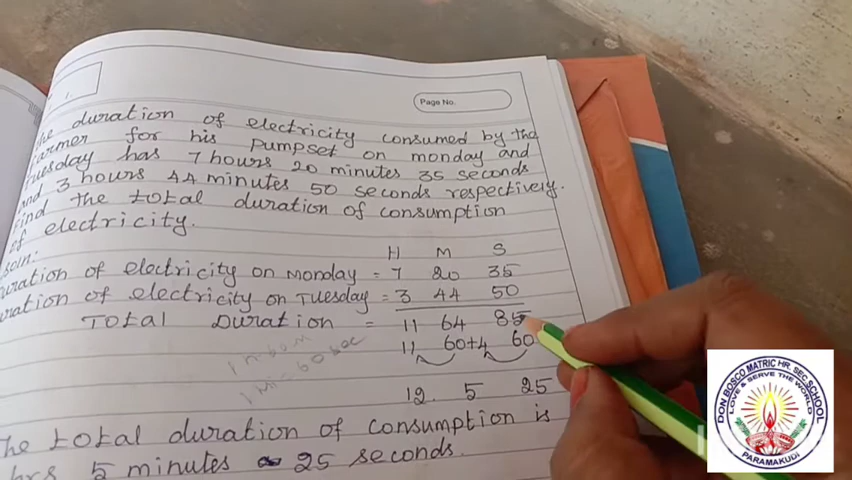 Page No.
he duration of electricity consumed by the
farmer for his pumpset on monday and
Tuesday has 7 hours 20 minutes 35 seconds
and 3 hours 44 minutes 50 seconds respectively.
Find the total duration of consumption
of electricity.
Soln:
H M S
uration of electricity on Monday = 7 20 35
uration of electricity on Tuesday = 3 44 50
Total Duration = 11 64 85
11 60+4 60
12. 5 25
The total duration of consumption is
hrs 5 minutes 25 seconds.
DON BOSCO MATRIC HR. SEC SCHOOL
LOVE & SERVE THE WORLD
PARAMAKUDI